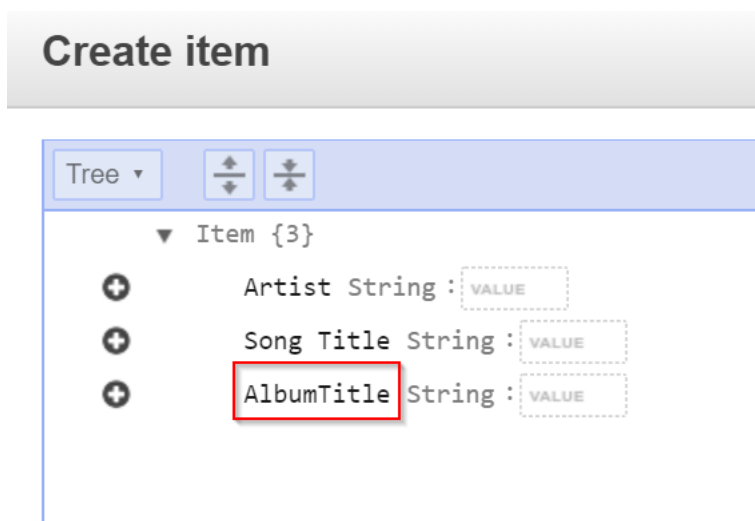 Create item
Tree
Item {3}
Artist String : VALUE
Song Title String : VALUE
AlbumTitle String : VALUE